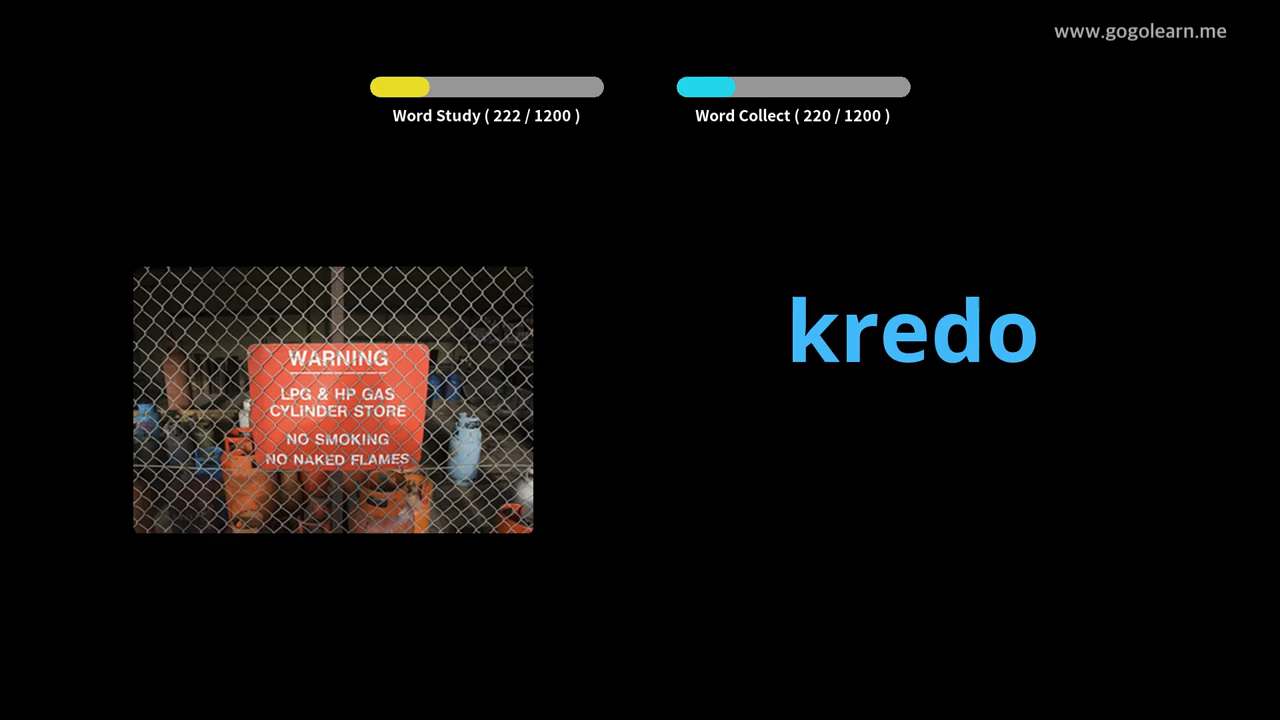 www.gogolearn.me
Word Study ( 222 / 1200 )
Word Collect ( 220 / 1200 )
WARNING
LPG & HP GAS
CYLINDER STORE
NO SMOKING
NO NAKED FLAMES
kredo